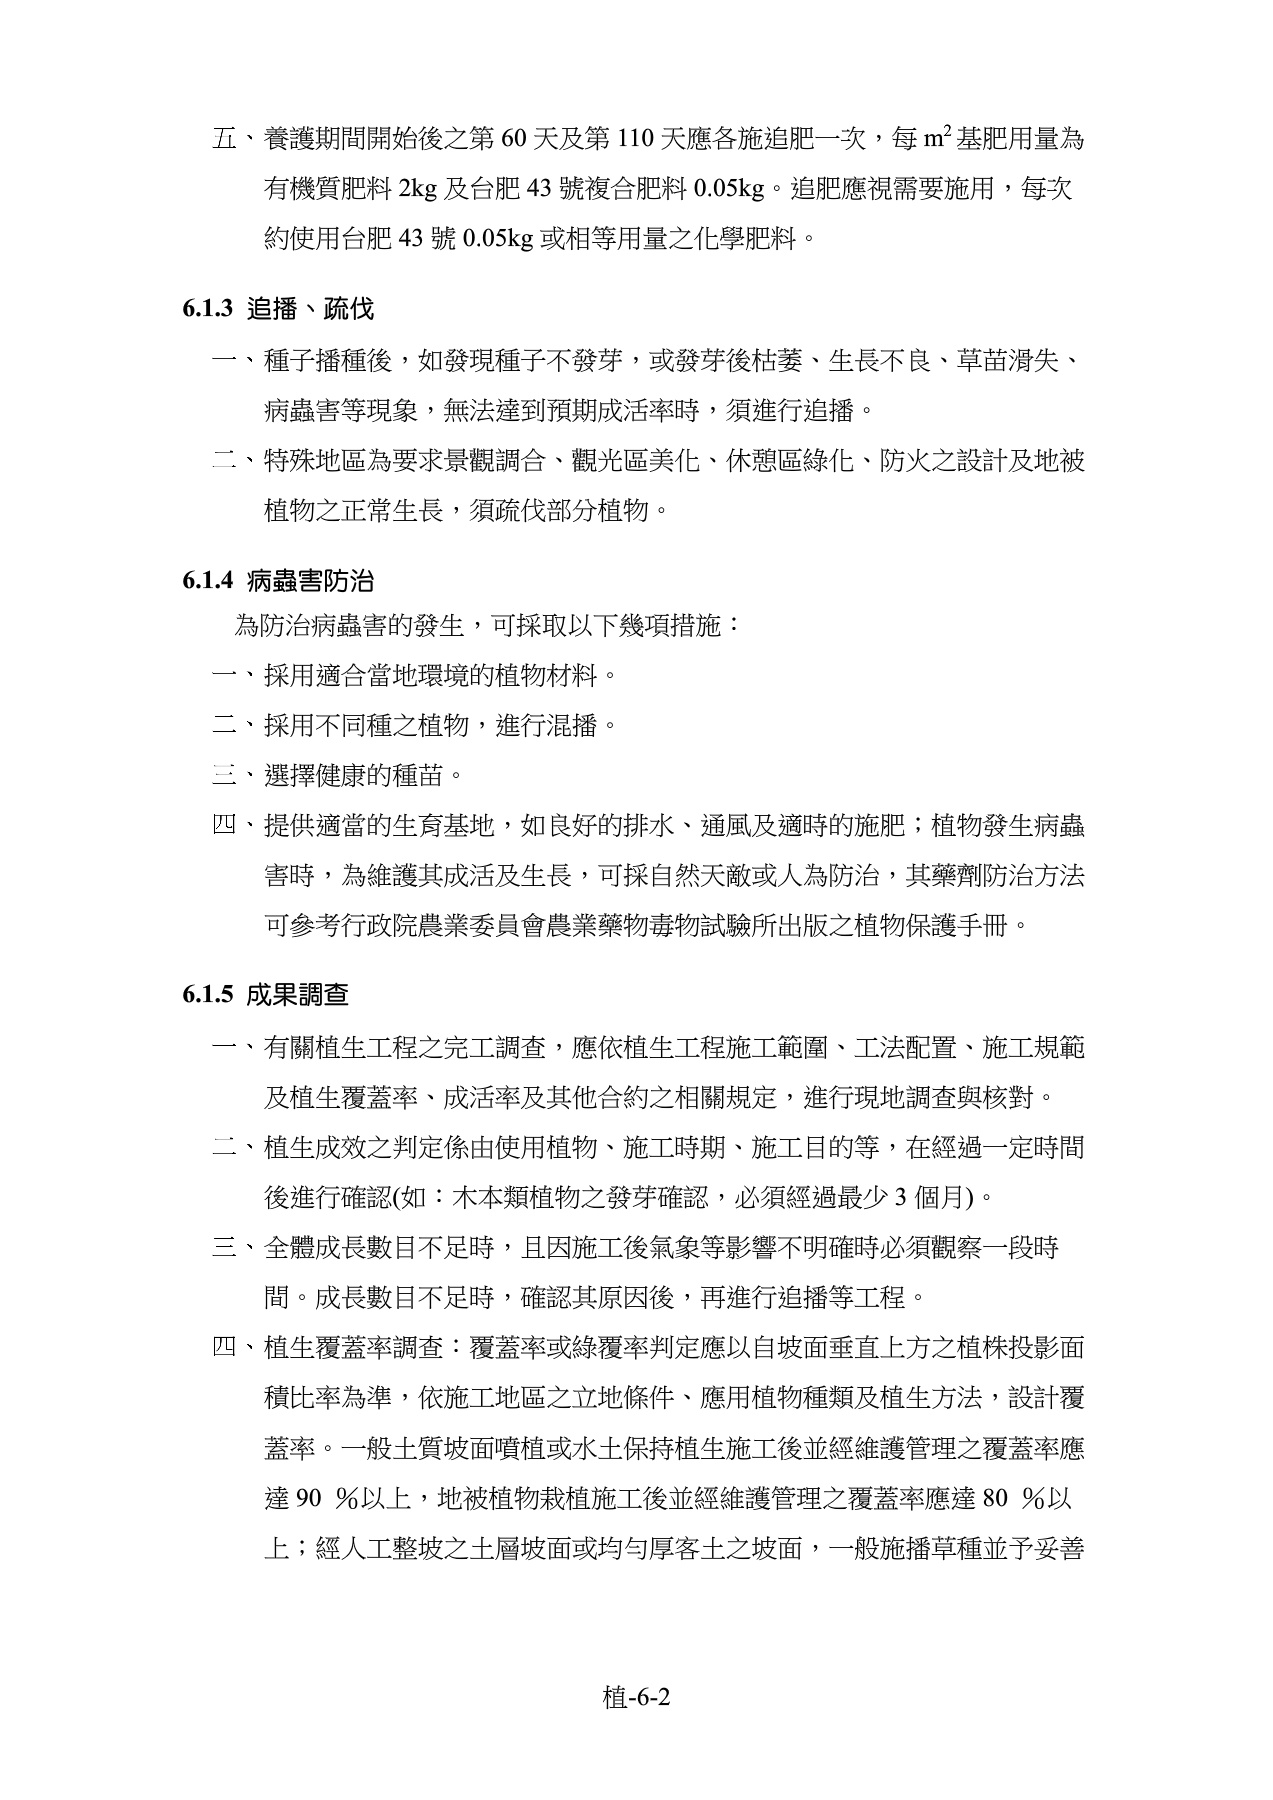 五、養護期間開始後之第 60 天及第 110 天應各施追肥一次，每 m² 基肥用量為
有機質肥料 2kg 及台肥 43 號複合肥料 0.05kg。追肥應視需要施用，每次
約使用台肥 43 號 0.05kg 或相等用量之化學肥料。
6.1.3 追播、疏伐
一、種子播種後，如發現種子不發芽，或發芽後枯萎、生長不良、草苗滑失、
病蟲害等現象，無法達到預期成活率時，須進行追播。
二、特殊地區為要求景觀調合、觀光區美化、休憩區綠化、防火之設計及地被
植物之正常生長，須疏伐部分植物。
6.1.4 病蟲害防治
為防治病蟲害的發生，可採取以下幾項措施：
一、採用適合當地環境的植物材料。
二、採用不同種之植物，進行混播。
三、選擇健康的種苗。
四、提供適當的生育基地，如良好的排水、通風及適時的施肥；植物發生病蟲
害時，為維護其成活及生長，可採自然天敵或人為防治，其藥劑防治方法
可參考行政院農業委員會農業藥物毒物試驗所出版之植物保護手冊。
6.1.5 成果調查
一、有關植生工程之完工調查，應依植生工程施工範圍、工法配置、施工規範
及植生覆蓋率、成活率及其他合約之相關規定，進行現地調查與核對。
二、植生成效之判定係由使用植物、施工時期、施工目的等，在經過一定時間
後進行確認(如：木本類植物之發芽確認，必須經過最少 3 個月)。
三、全體成長數目不足時，且因施工後氣象等影響不明確時必須觀察一段時
間。成長數目不足時，確認其原因後，再進行追播等工程。
四、植生覆蓋率調查：覆蓋率或綠覆率判定應以自坡面垂直上方之植株投影面
積比率為準，依施工地區之立地條件、應用植物種類及植生方法，設計覆
蓋率。一般土質坡面噴植或水土保持植生施工後並經維護管理之覆蓋率應
達 90 ％以上，地被植物栽植施工後並經維護管理之覆蓋率應達 80 ％以
上；經人工整坡之土層坡面或均勻厚客土之坡面，一般施播草種並予妥善
植-6-2